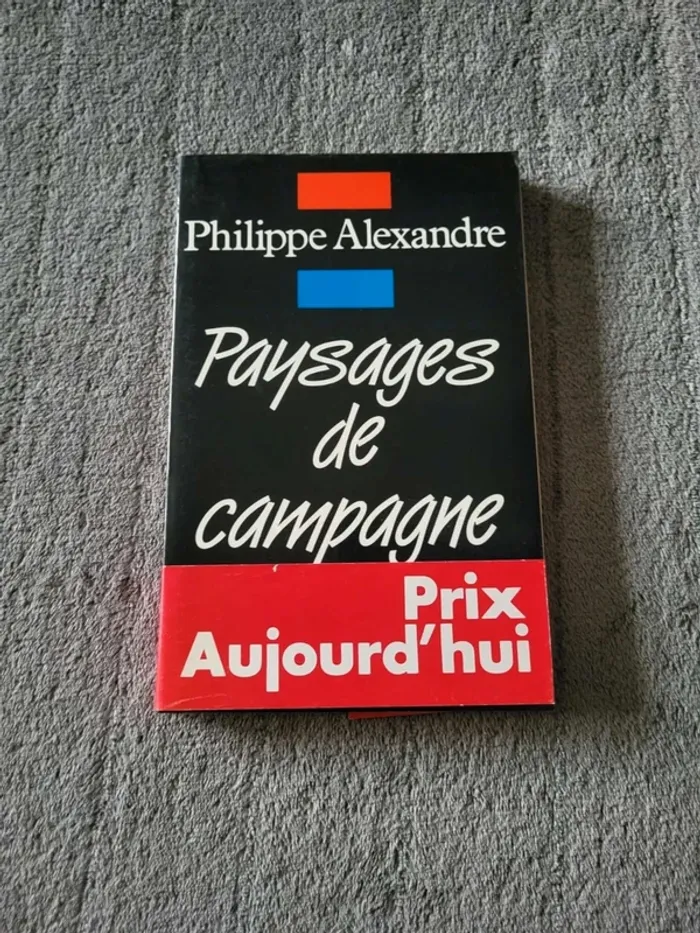 Philippe Alexandre
Paysages
de
campagne
Prix
Aujourd'hui